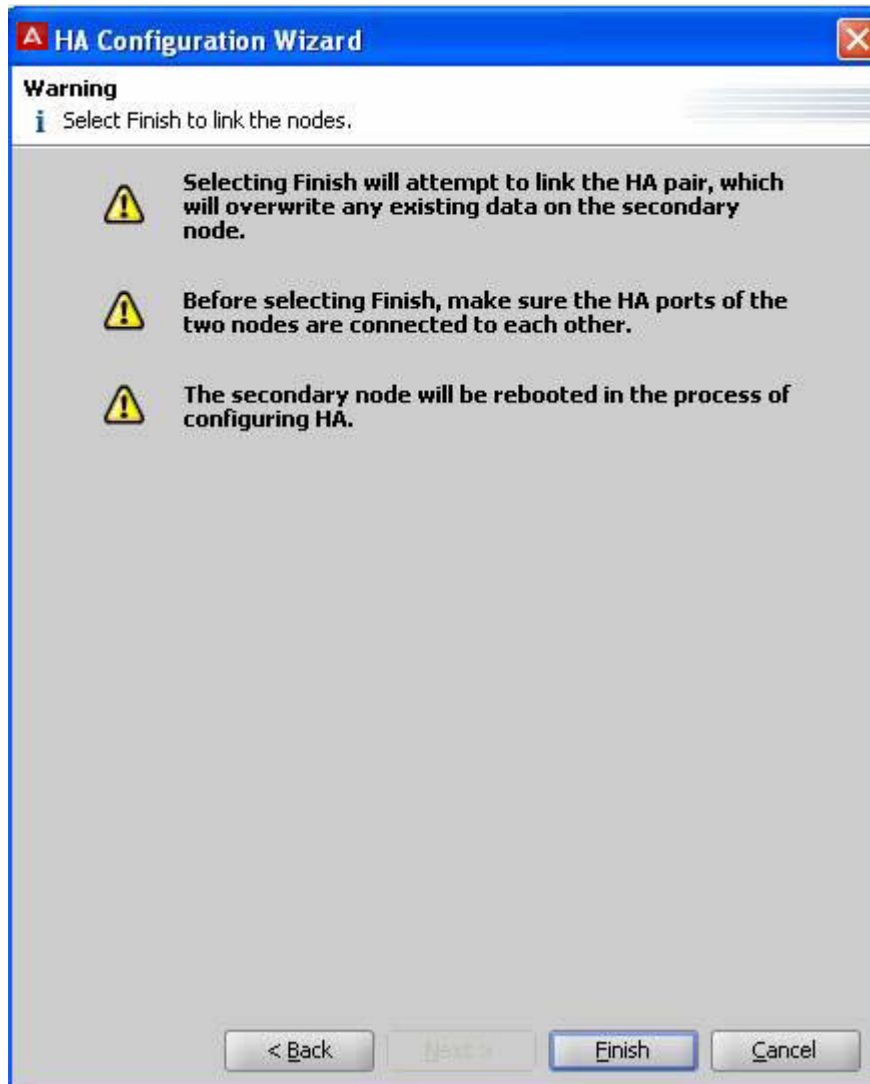 HA Configuration Wizard
Warning
Select Finish to link the nodes.
Selecting Finish will attempt to link the HA pair, which
will overwrite any existing data on the secondary
node.
Before selecting Finish, make sure the HA ports of the
two nodes are connected to each other.
The secondary node will be rebooted in the process of
configuring HA.
< Back Next > Finish Cancel